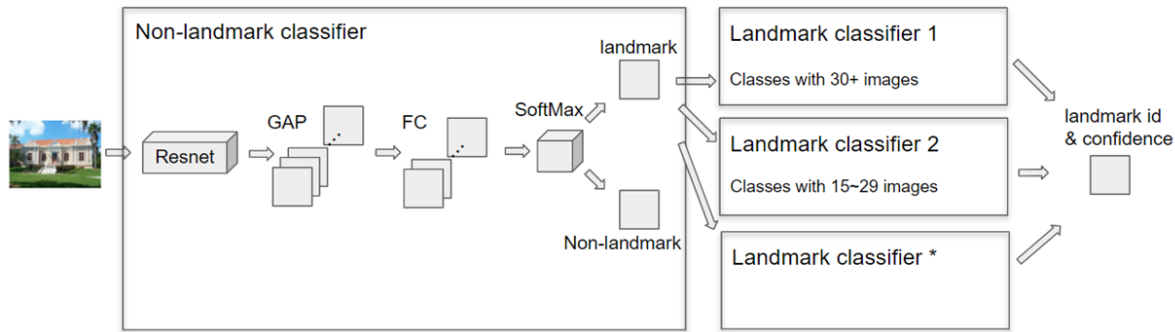 Non-landmark classifier
Resnet
GAP
FC
SoftMax
landmark
Non-landmark
Landmark classifier 1
Classes with 30+ images
Landmark classifier 2
Classes with 15~29 images
Landmark classifier *
landmark id
& confidence